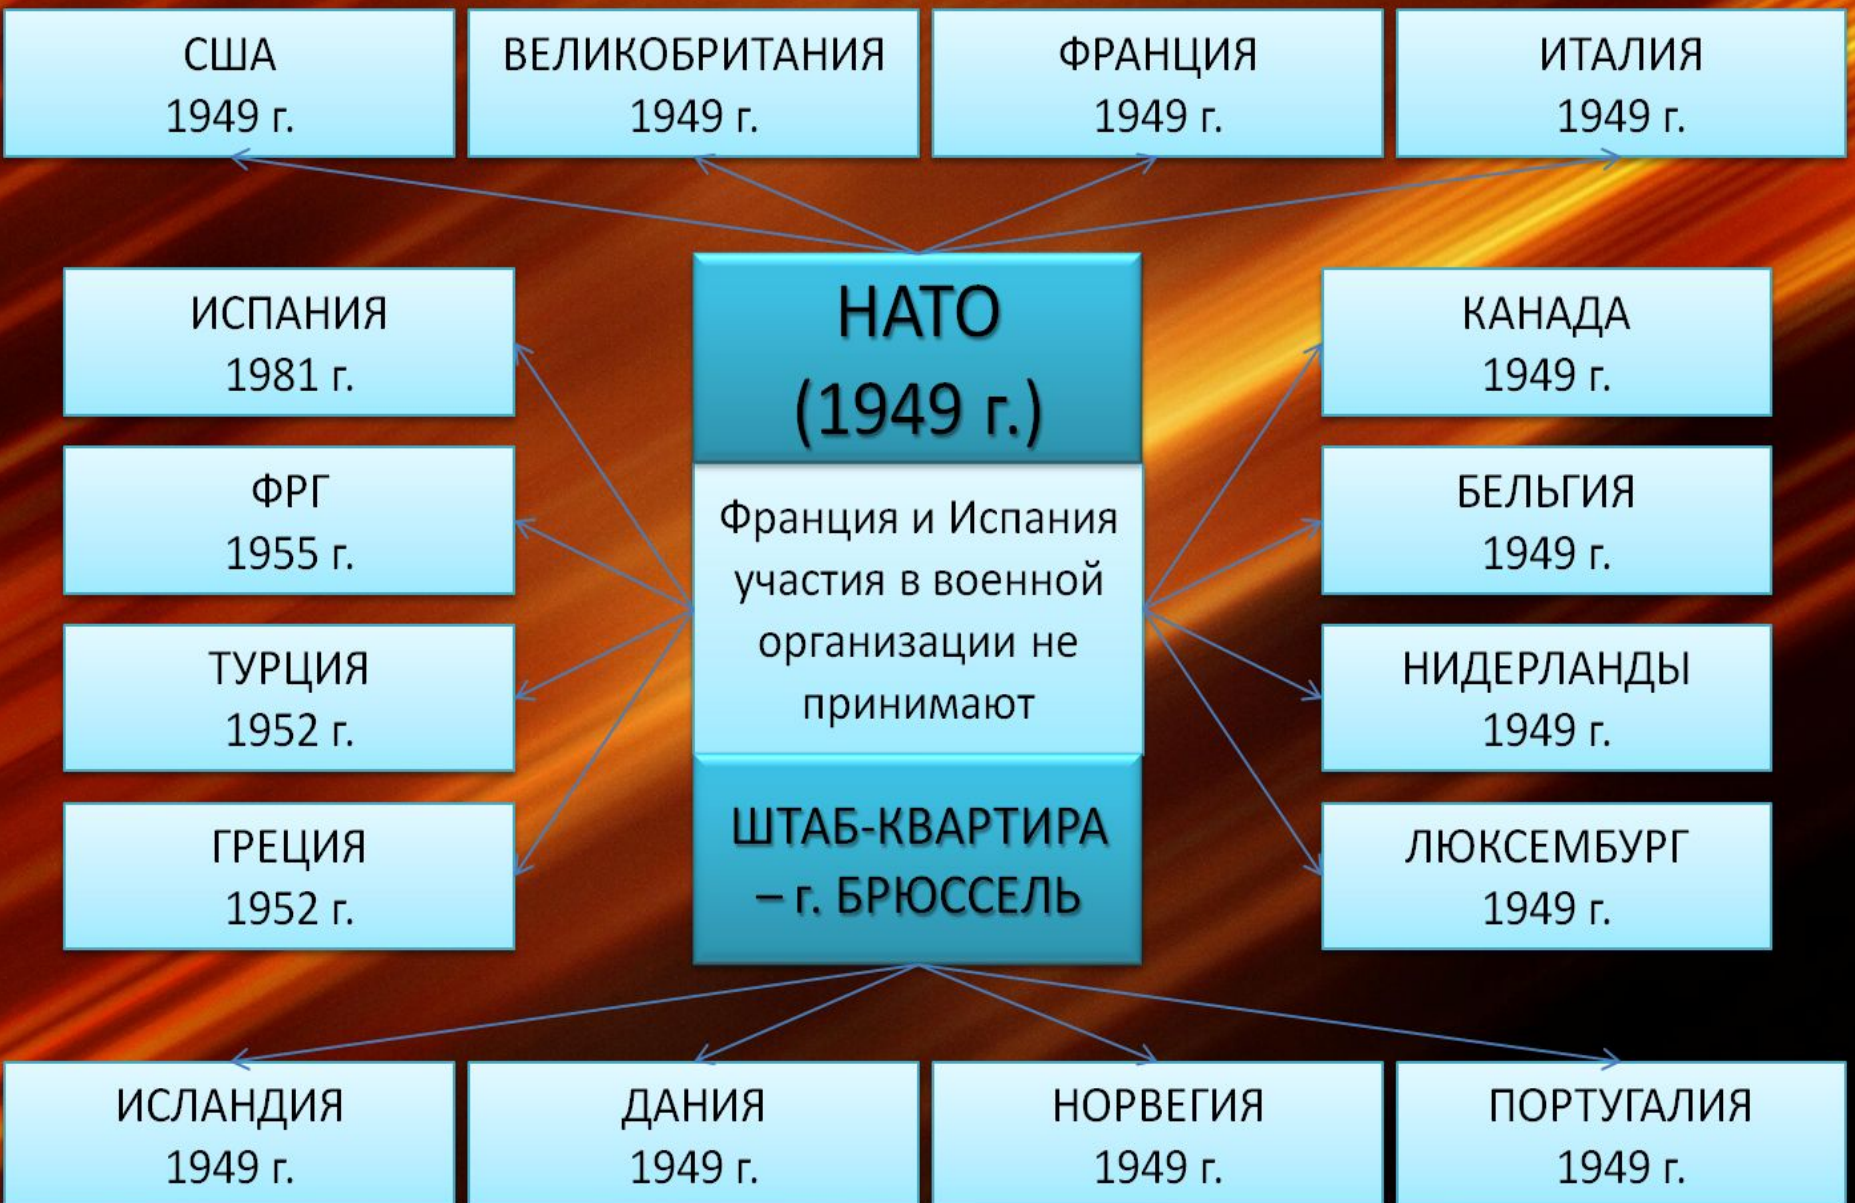 США
1949 г.
ВЕЛИКОБРИТАНИЯ
1949 г.
ФРАНЦИЯ
1949 г.
ИТАЛИЯ
1949 г.
ИСПАНИЯ
1981 г.
ФРГ
1955 г.
ТУРЦИЯ
1952 г.
ГРЕЦИЯ
1952 г.
НАТО
(1949 г.)
Франция и Испания
участия в военной
организации не
принимают
ШТАБ-КВАРТИРА
– г. БРЮССЕЛЬ
КАНАДА
1949 г.
БЕЛЬГИЯ
1949 г.
НИДЕРЛАНДЫ
1949 г.
ЛЮКСЕМБУРГ
1949 г.
ИСЛАНДИЯ
1949 г.
ДАНИЯ
1949 г.
НОРВЕГИЯ
1949 г.
ПОРТУГАЛИЯ
1949 г.